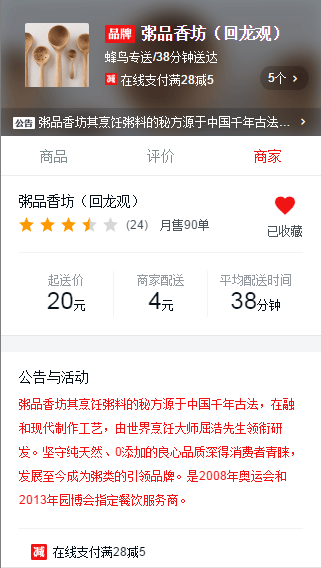 品牌 粥品香坊（回龙观）
蜂鸟专送/38分钟送达
减 在线支付满28减5
5个 >
公告 粥品香坊其烹饪粥料的秘方源于中国千年古法... >
商品 评价 商家
粥品香坊（回龙观）
(24) 月售90单
已收藏
起送价 商家配送 平均配送时间
20元 4元 38分钟
公告与活动
粥品香坊其烹饪粥料的秘方源于中国千年古法，在融
和现代制作工艺，由世界烹饪大师屈洁先生领衔研
发。坚守纯天然、0添加的良心品质深得消费者青睐，
发展至今成为粥类的引领品牌。是2008年奥运会和
2013年园博会指定餐饮服务商。
减 在线支付满28减5